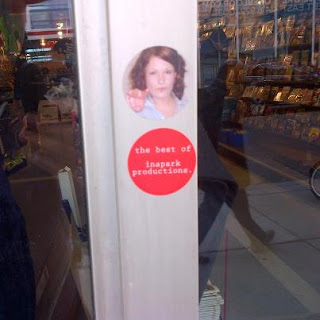 the best of
inapark
productions.